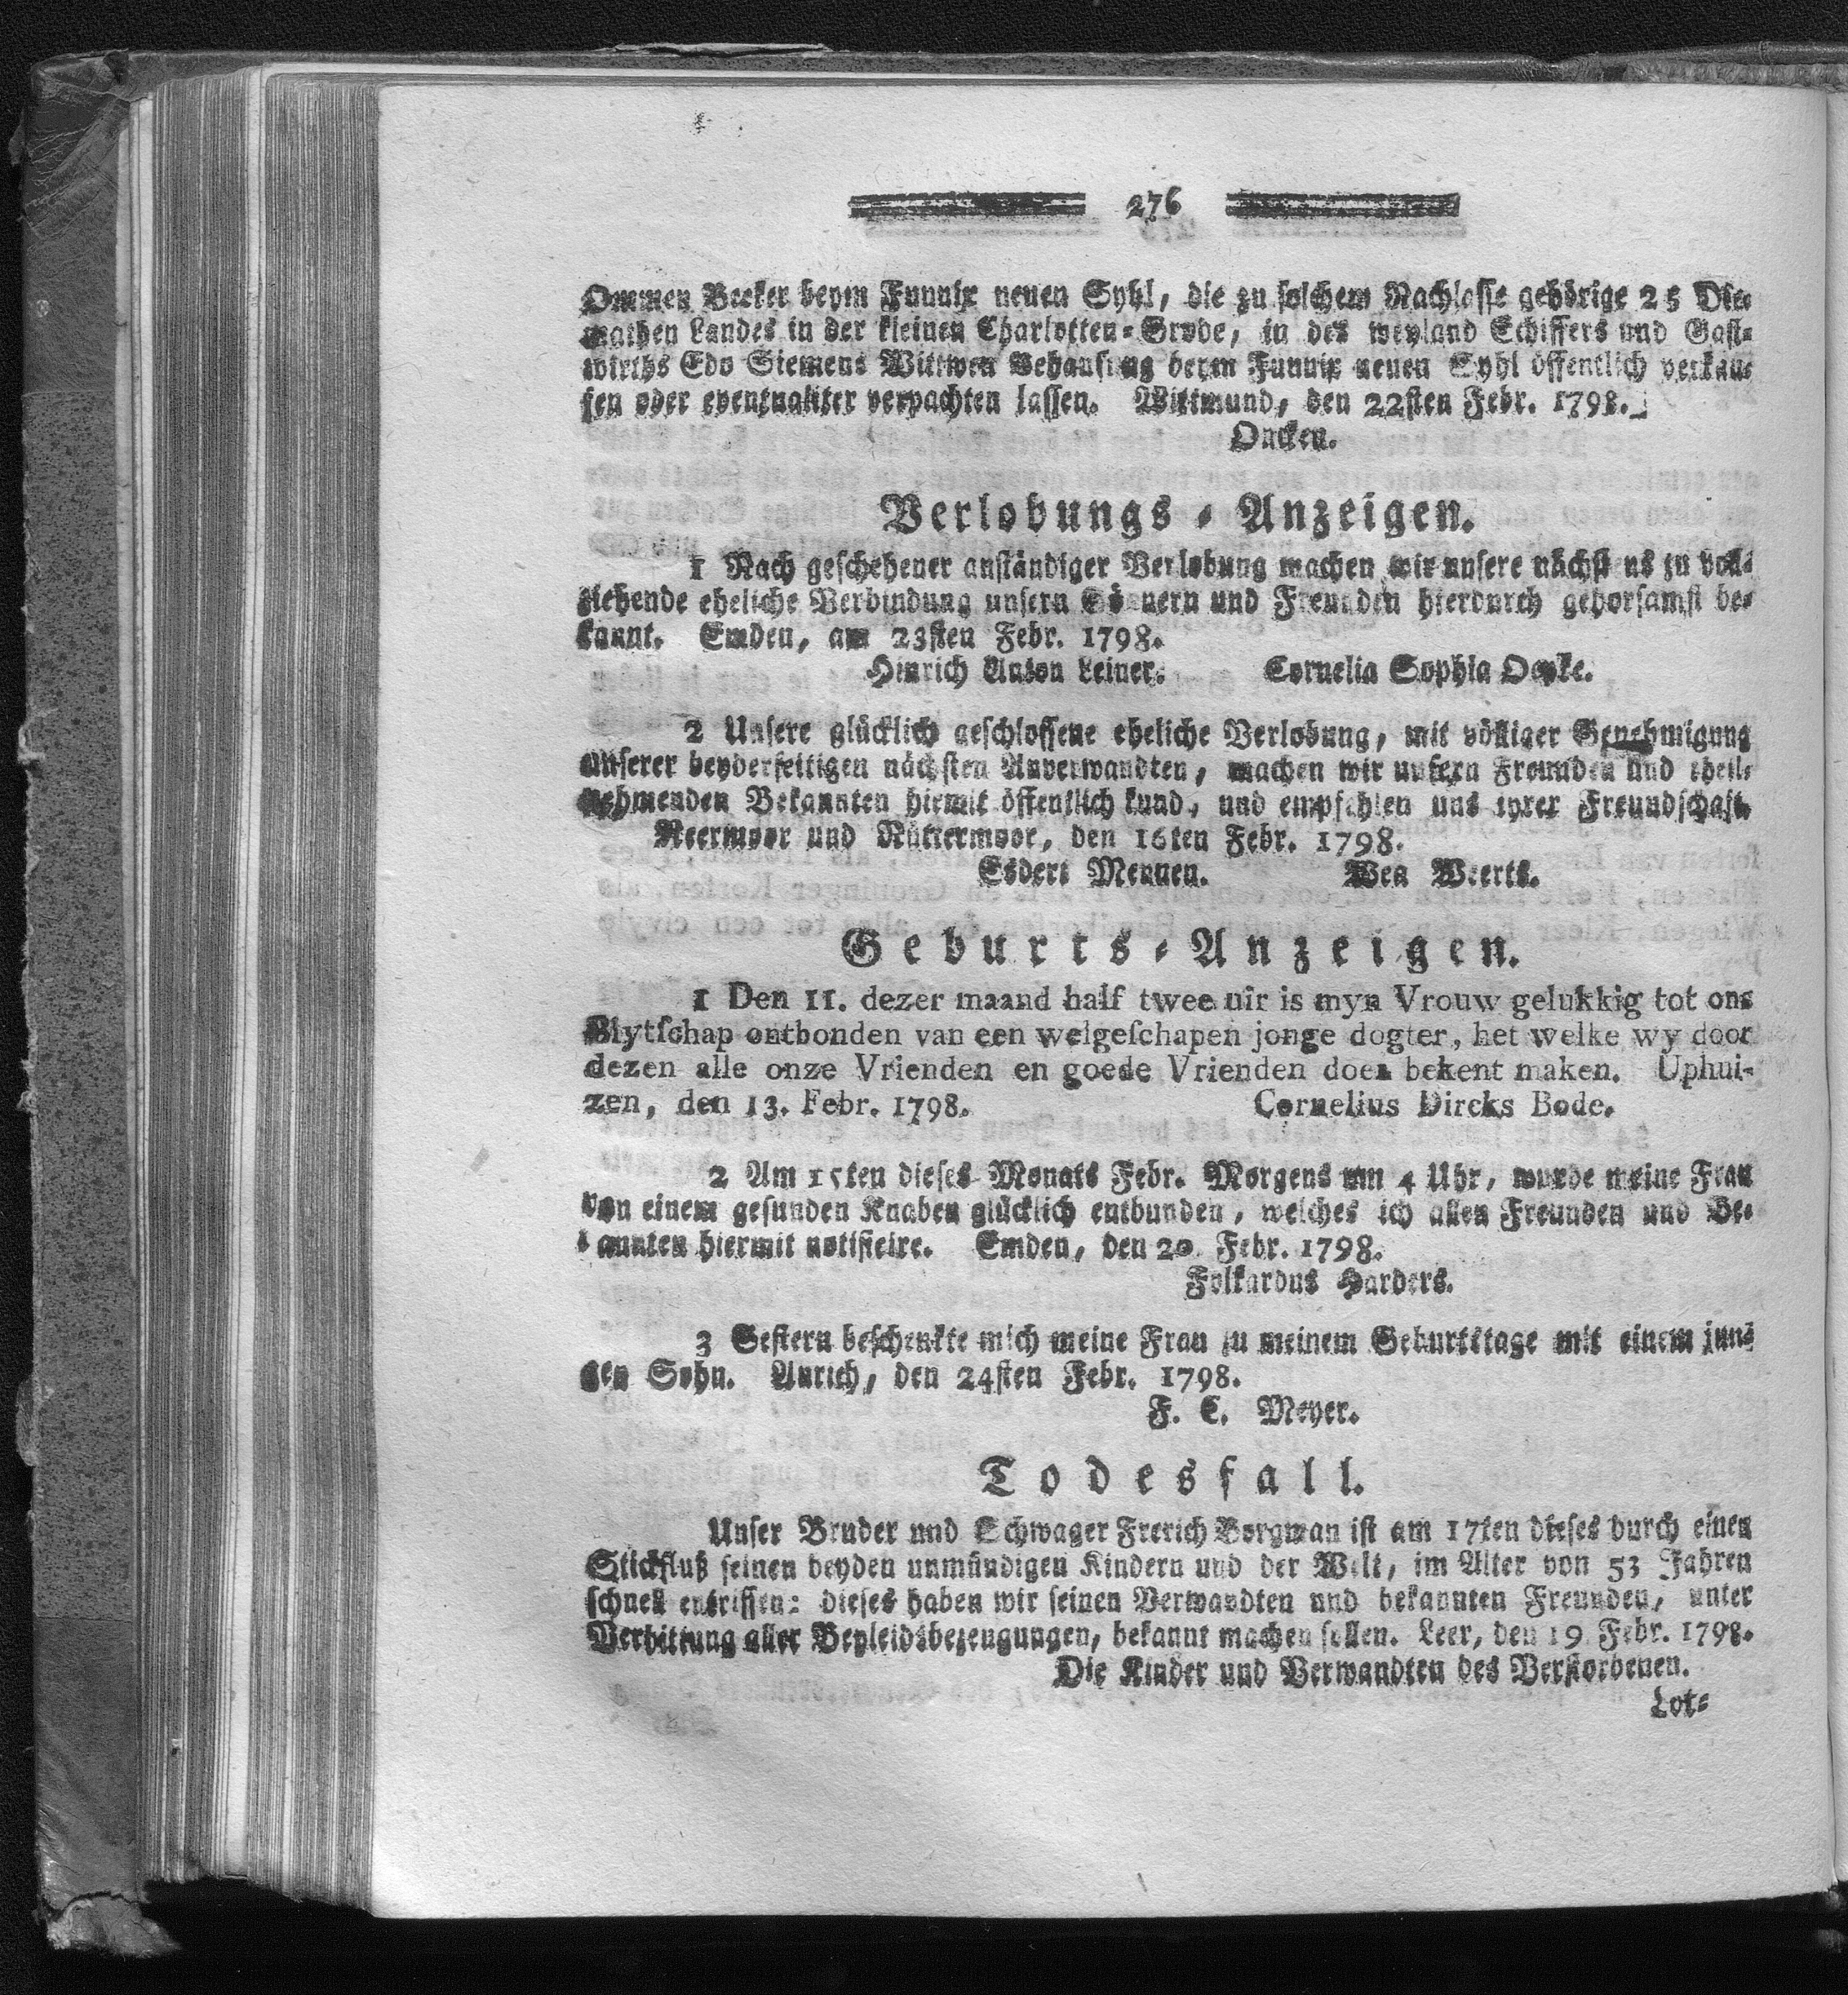 276
Ommen Becker beym Funnix neuen Syhl, die zu solchem Nachlasse gehörige 25 Die-
mathen Landes in der kleinen Charlotten-Grode, in des weyland Schiffers und Gast-
wirths Edo Siemens Wittwen Behausung beym Funnix neuen Syhl öffentlich verkau-
fen oder eventualiter verpachten lassen. Wittmund, den 22sten Febr. 1798.
Oncken.
Verlobungs-Anzeigen.
1 Nach geschehener anständiger Verlobung machen wir unsere nächstens zu voll-
ziehende eheliche Verbindung unsern Gönnern und Freunden hierdurch gehorsamst be-
kannt. Emden, am 23sten Febr. 1798.
Hinrich Anton Leiner. Cornelia Sophia
2 Unsere glücklich geschlossene eheliche Verlobung, mit völliger Genehmigung
unserer beyderseitigen nächsten Anverwandten, machen wir unsern Freunden und theil-
nehmenden Bekannten hiermit öffentlich kund, und empfehlen uns ihrer Freundschaft.
Neermoor und Nüttermoor, den 16ten Febr. 1798.
Esdert Mennen. Wea Weerts.
Geburts-Anzeigen.
1 Den 11. dezer maand half twee uir is myn Vrouw gelukkig tot ons
Blytschap ontbonden van een welgeschapen jonge dogter, het welke wy door
dezen alle onze Vrienden en goede Vrienden doen bekent maken. Uphui-
zen, den 13. Febr. 1798. Cornelius Dircks Bode.
2 Am 15ten dieses Monats Febr. Morgens um 4 Uhr, wurde meine Frau
von einem gesunden Knaben glücklich entbunden, welches ich allen Freunden und Be-
kannten hiermit notificire. Emden, den 20. Febr. 1798.
Folkardus Harders.
3 Gestern beschenkte mich meine Frau zu meinem Geburtstage mit einem jun-
gen Sohn. Aurich, den 24sten Febr. 1798.
F. C. Meyer.
Todesfall.
Unser Bruder und Schwager Frerich Borgman ist am 17ten dieses durch einen
Stickfluß seinen beyden unmündigen Kindern und der Welt, im Alter von 53 Jahren
schnell entrissen: dieses haben wir seinen Verwandten und bekannten Freunden, unter
Verbittung aller Beyleidsbezeugungen, bekannt machen sollen. Leer, den 19 Febr. 1798.
Die Kinder und Verwandten des Verstorbenen.
Lot-